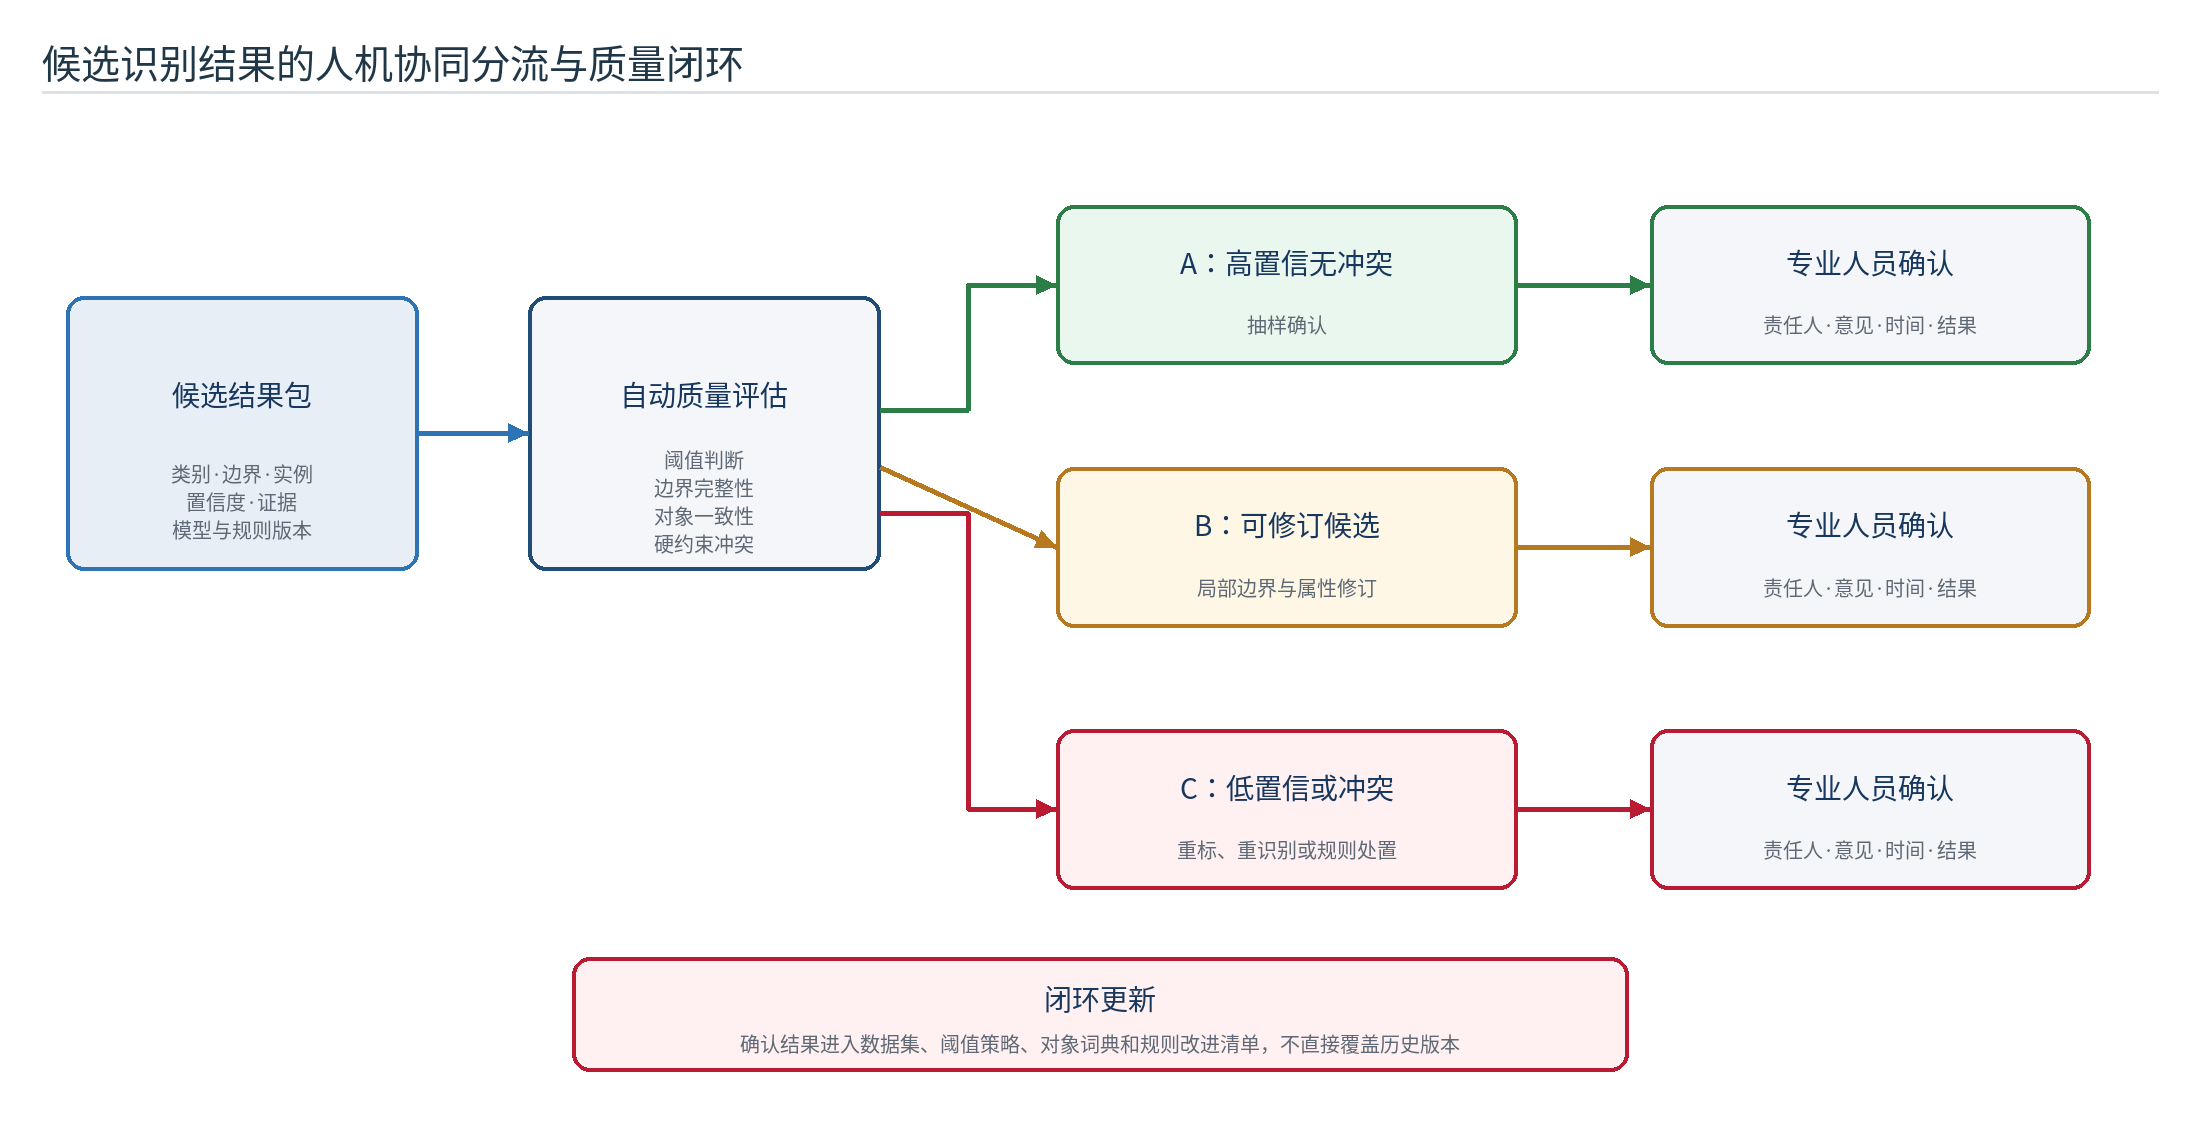 候选识别结果的人机协同分流与质量闭环
候选结果包
类别·边界·实例
置信度·证据
模型与规则版本
自动质量评估
阈值判断
边界完整性
对象一致性
硬约束冲突
A：高置信无冲突
抽样确认
专业人员确认
责任人·意见·时间·结果
B：可修订候选
局部边界与属性修订
专业人员确认
责任人·意见·时间·结果
C：低置信或冲突
重标、重识别或规则处置
专业人员确认
责任人·意见·时间·结果
闭环更新
确认结果进入数据集、阈值策略、对象词典和规则改进清单，不直接覆盖历史版本